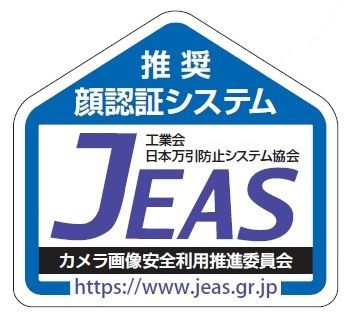 推奨
顔認証システム
工業会
日本万引防止システム協会
JEAS
カメラ画像安全利用推進委員会
https://www.jeas.gr.jp